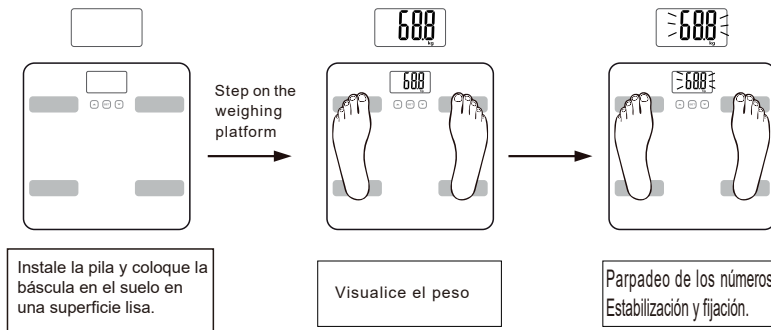 68.8
kg
68.8
kg
68.8
68.8
Step on the
weighing
platform
Instale la pila y coloque la
báscula en el suelo en
una superficie lisa.
Visualice el peso
Parpadeo de los números
Estabilización y fijación.